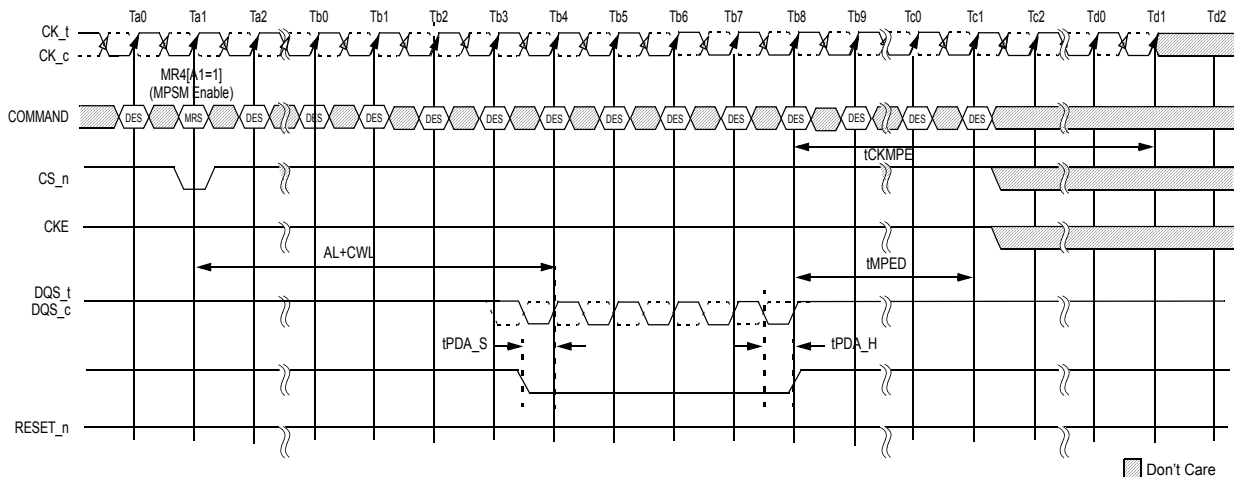 Ta0 Ta1 Ta2 Tb0 Tb1 Tb2 Tb3 Tb4 Tb5 Tb6 Tb7 Tb8 Tb9 Tc0 Tc1 Tc2 Td0 Td1 Td2
CK_t
CK_c
MR4[A1=1]
(MPSM Enable)
COMMAND DES MRS DES DES DES DES DES DES DES DES DES DES DES DES DES
tCKMPE
CS_n
CKE
AL+CWL tMPED
DQS_t
DQS_c
tPDA_S tPDA_H
RESET_n
Don't Care